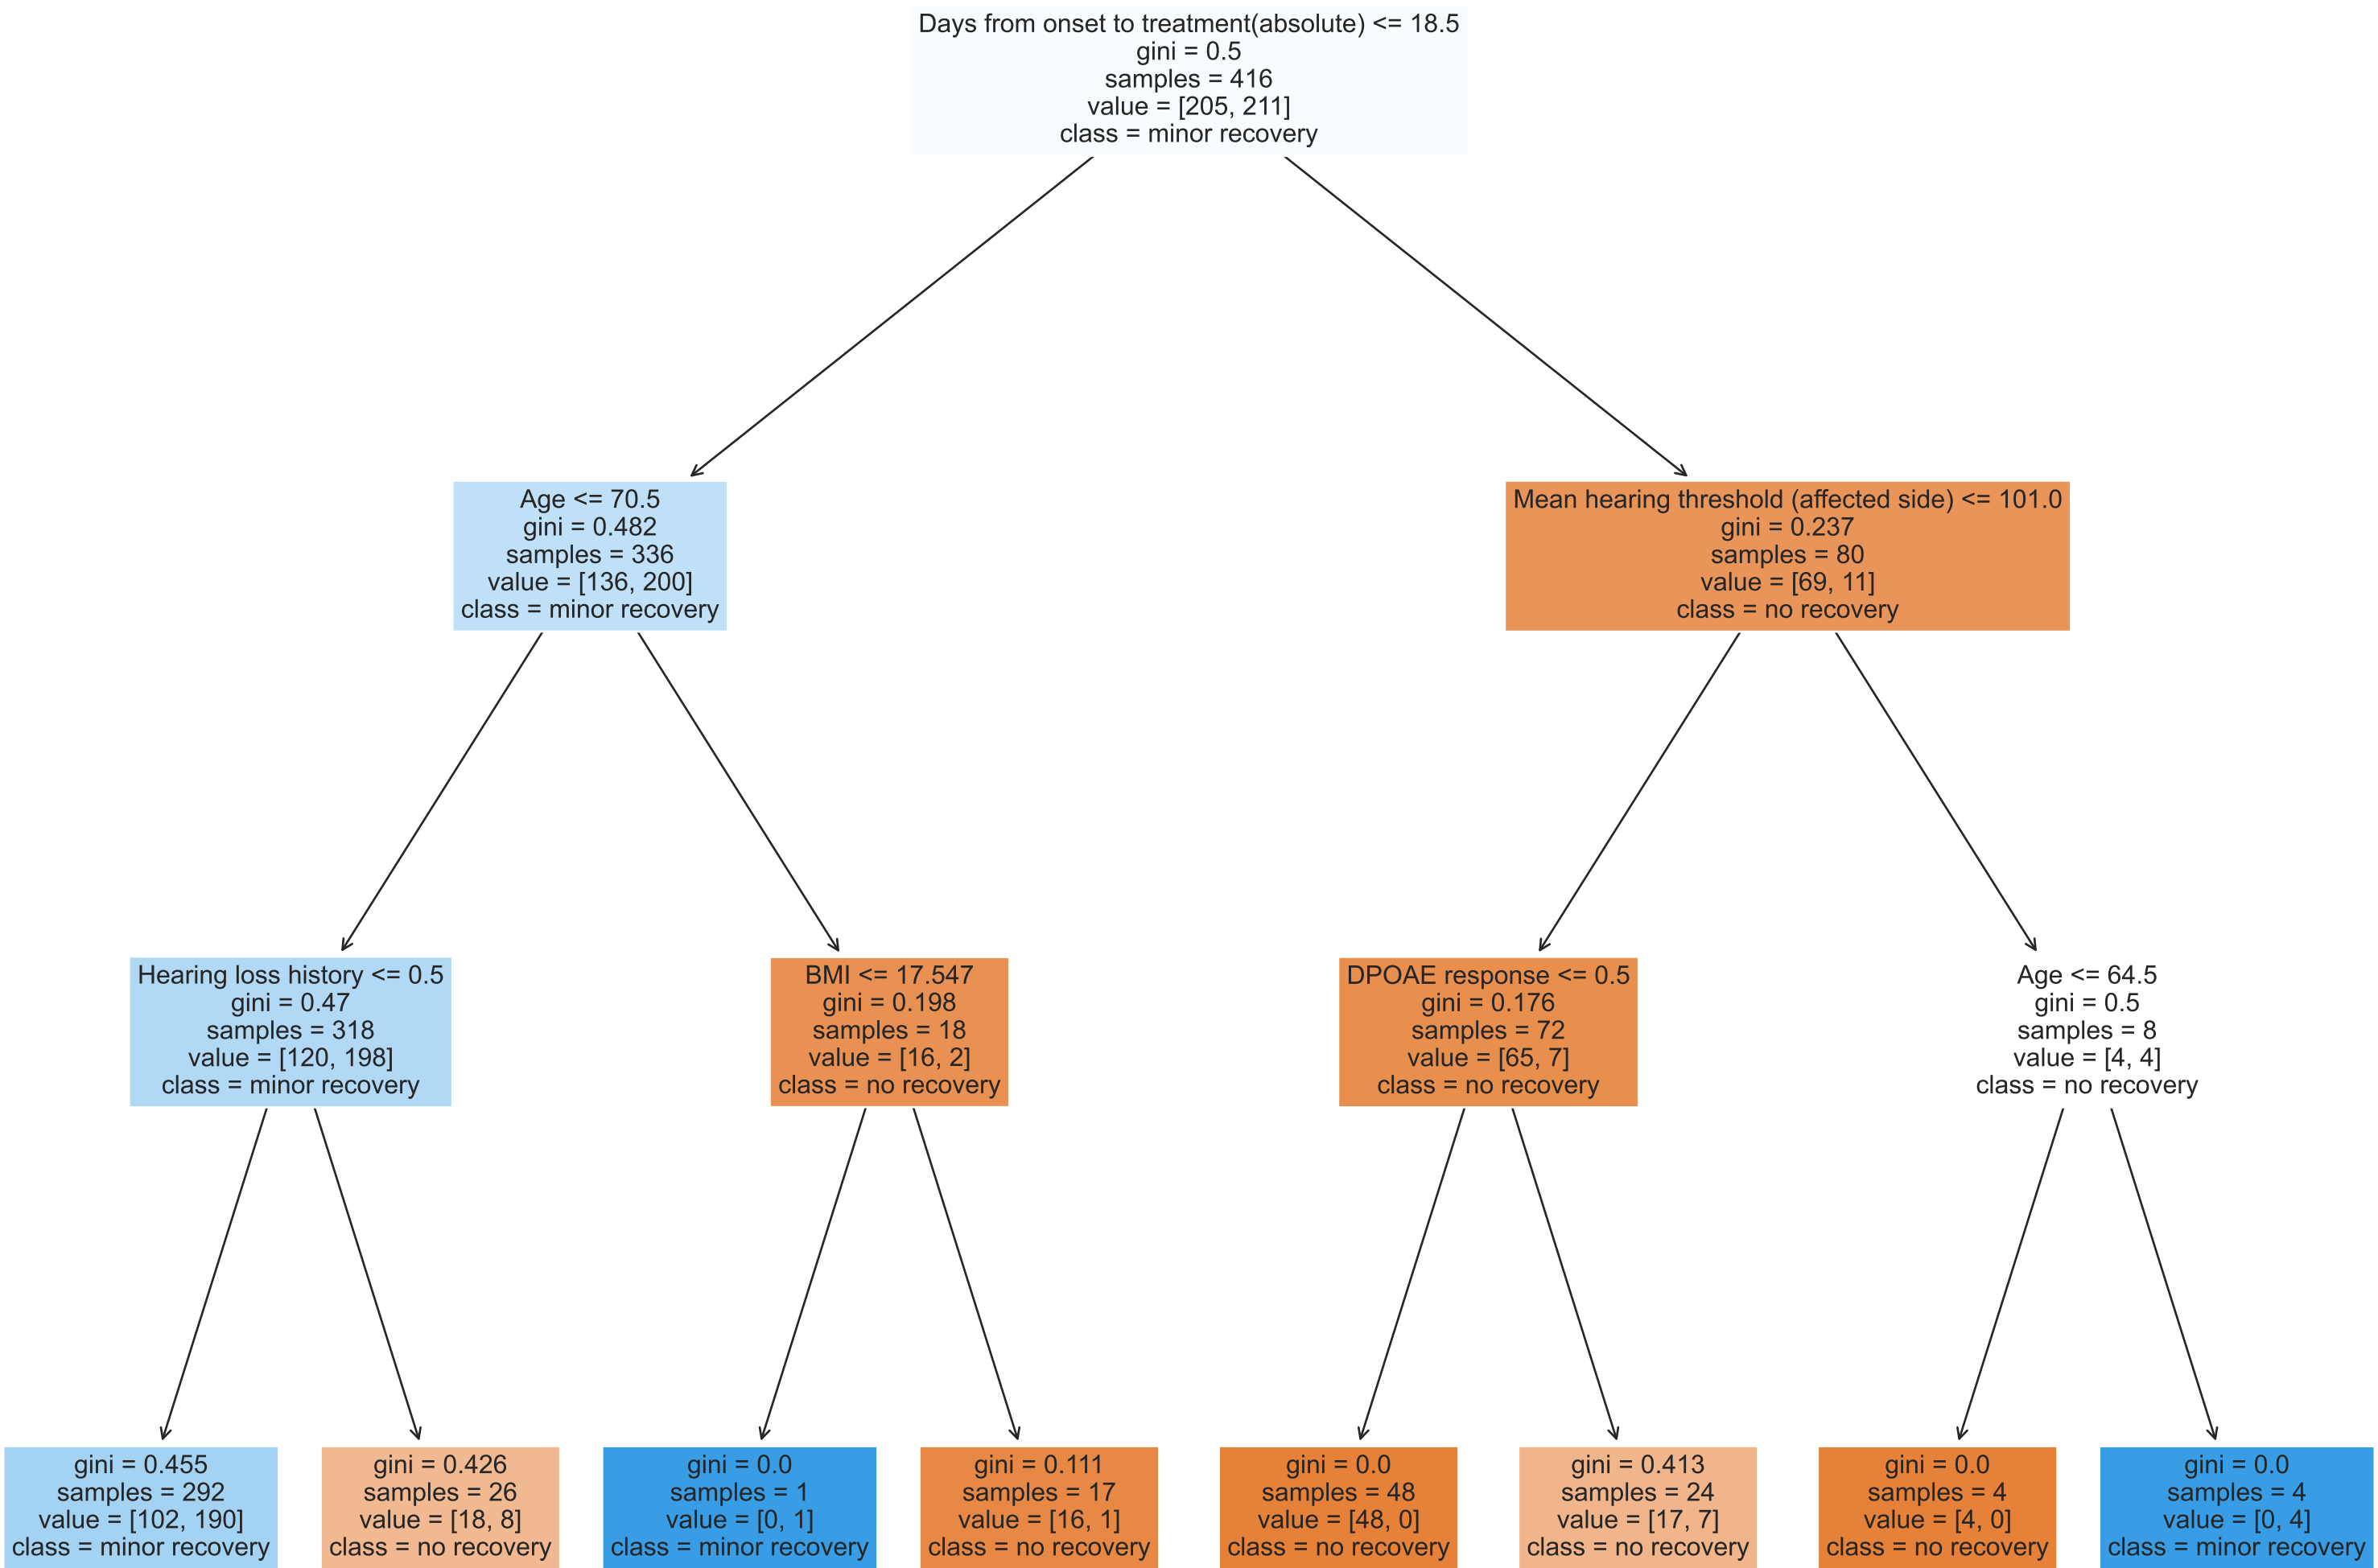 Days from onset to treatment(absolute) <= 18.5
gini = 0.5
samples = 416
value = [205, 211]
class = minor recovery
Age <= 70.5
gini = 0.482
samples = 336
value = [136, 200]
class = minor recovery
Mean hearing threshold (affected side) <= 101.0
gini = 0.237
samples = 80
value = [69, 11]
class = no recovery
Hearing loss history <= 0.5
gini = 0.47
samples = 318
value = [120, 198]
class = minor recovery
BMI <= 17.547
gini = 0.198
samples = 18
value = [16, 2]
class = no recovery
DPOAE response <= 0.5
gini = 0.176
samples = 72
value = [65, 7]
class = no recovery
Age <= 64.5
gini = 0.5
samples = 8
value = [4, 4]
class = no recovery
gini = 0.455
samples = 292
value = [102, 190]
class = minor recovery
gini = 0.426
samples = 26
value = [18, 8]
class = no recovery
gini = 0.0
samples = 1
value = [0, 1]
class = minor recovery
gini = 0.111
samples = 17
value = [16, 1]
class = no recovery
gini = 0.0
samples = 48
value = [48, 0]
class = no recovery
gini = 0.413
samples = 24
value = [17, 7]
class = no recovery
gini = 0.0
samples = 4
value = [4, 0]
class = no recovery
gini = 0.0
samples = 4
value = [0, 4]
class = minor recovery